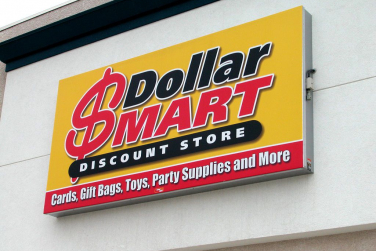 Dollar
$MART
DISCOUNT STORE
Cards, Gift Bags, Toys, Party Supplies and More